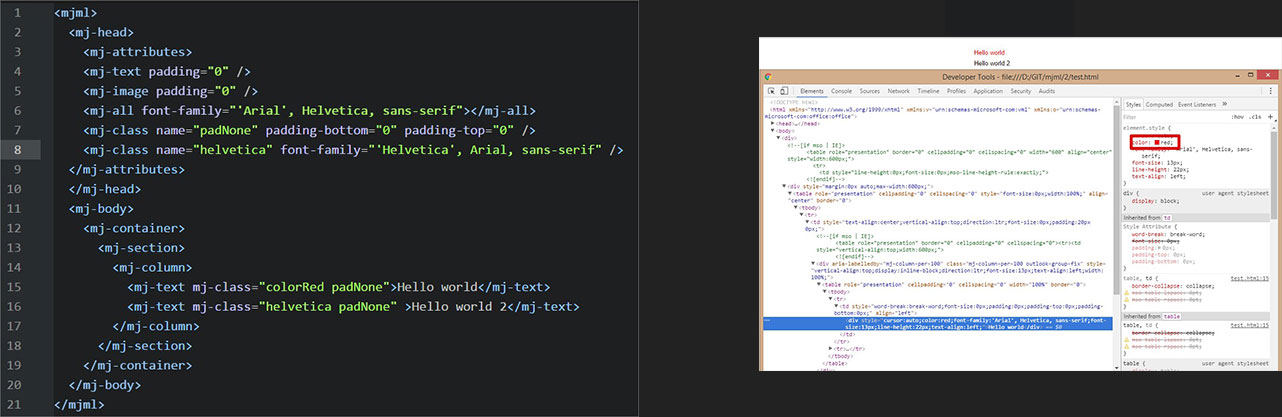 1 <mjml>
2 <mj-head>
3 <mj-attributes>
4 <mj-text padding="0" />
5 <mj-image padding="0" />
6 <mj-all font-family="'Arial', Helvetica, sans-serif"></mj-all>
7 <mj-class name="padNone" padding-bottom="0" padding-top="0" />
8 <mj-class name="helvetica" font-family="'Helvetica', Arial, sans-serif" />
9 </mj-attributes>
10 </mj-head>
11 <mj-body>
12 <mj-container>
13 <mj-section>
14 <mj-column>
15 <mj-text mj-class="colorRed padNone">Hello world</mj-text>
16 <mj-text mj-class="helvetica padNone" >Hello world 2</mj-text>
17 </mj-column>
18 </mj-section>
19 </mj-container>
20 </mj-body>
21 </mjml>
Hello world
Hello world 2
Developer Tools - file:///D:/GIT/mjml/2/test.html
Elements Console Sources Network Timeline Profiles Application Security Audits
<!DOCTYPE html>
<html xmlns="http://www.w3.org/1999/xhtml" xmlns:v="urn:schemas-microsoft-com:vml" xmlns:o="urn:schemas-
microsoft-com:office:office">
<head>…</head>
<body>
<div>
<!--[if mso | IE]>
<table role="presentation" border="0" cellpadding="0" cellspacing="0" width="600" align="center"
style="width:600px;">
<tr>
<td style="line-height:0px;font-size:0px;mso-line-height-rule:exactly;">
<![endif]-->
<div style="margin:0px auto;max-width:600px;">
<table role="presentation" cellpadding="0" cellspacing="0" style="font-size:0px;width:100%;" align=
"center" border="0">
<tbody>
<tr>
<td style="text-align:center;vertical-align:top;direction:ltr;font-size:0px;padding:20px
0px;">
<!--[if mso | IE]>
<table role="presentation" border="0" cellpadding="0" cellspacing="0"><tr><td
style="vertical-align:top;width:600px;">
<![endif]-->
<div aria-labelledby="mj-column-per-100" class="mj-column-per-100 outlook-group-fix" style=
"vertical-align:top;display:inline-block;direction:ltr;font-size:13px;text-align:left;width:
100%;">
<table role="presentation" cellpadding="0" cellspacing="0" width="100%" border="0">
<tbody>
<tr>
<td style="word-break:break-word;font-size:0px;padding:0px;padding-top:0px;padding-
bottom:0px;" align="left">
<div style="cursor:auto;color:red;font-family:'Arial', Helvetica, sans-serif;font-
size:13px;line-height:22px;text-align:left;" Hello world /div> == $0
</td>
</tr>
<tr>…</tr>
</tbody>
</table>
</div>
Styles Computed Event Listeners »
Filter :hov .cls +
element.style {
color: red;
'Arial', Helvetica, sans-
serif;
font-size: 13px;
line-height: 22px;
text-align: left;
}
div { user agent stylesheet
display: block;
}
Inherited from td
Style Attribute {
word-break: break-word;
font-size: 0px;
padding: 0px;
padding-top: 0px;
padding-bottom: 0px;
}
table, td { test.html:15
border-collapse: collapse;
mso-table-lspace: 0pt;
mso-table-rspace: 0pt;
}
Inherited from table
table, td { test.html:15
border-collapse: collapse;
mso-table-lspace: 0pt;
mso-table-rspace: 0pt;
}
table { user agent stylesheet